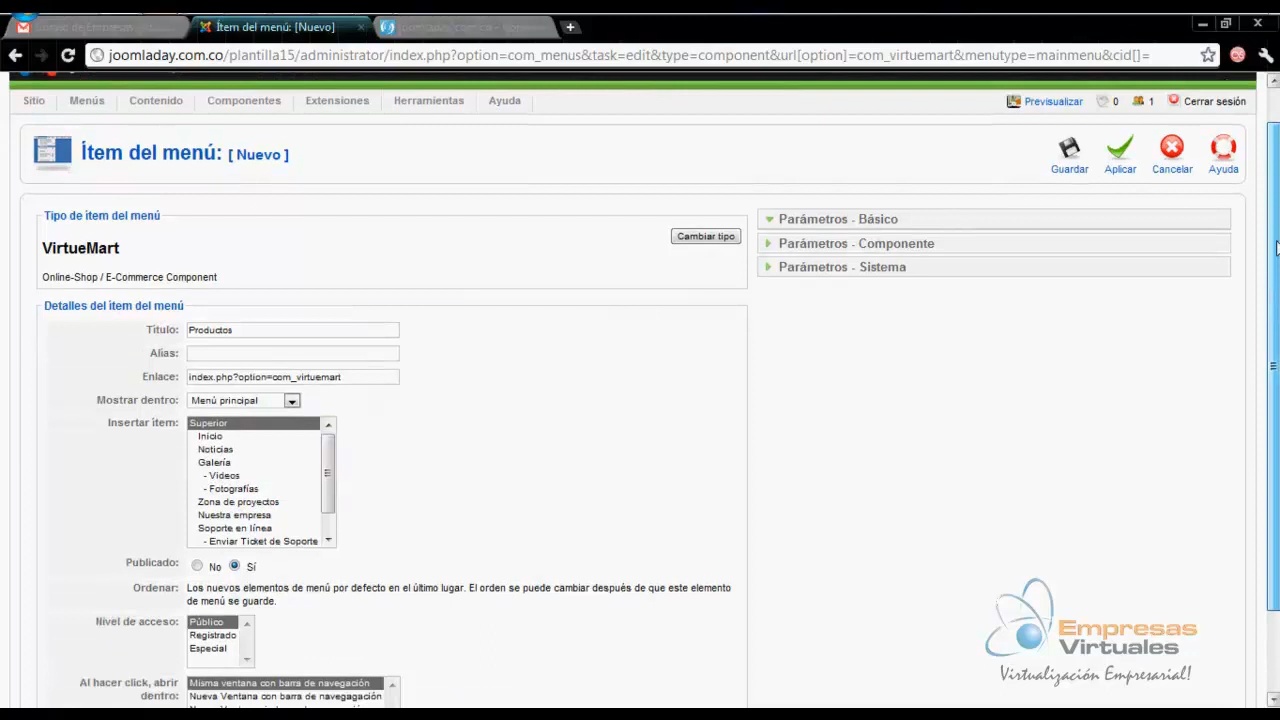 Ítem del menú: [Nuevo]
joomladay.com.co/plantilla15/administrator/index.php?option=com_menus&task=edit&type=component&url[option]=com_virtuemart&menutype=mainmenu&cid[]=
Sitio Menús Contenido Componentes Extensiones Herramientas Ayuda Previsualizar 0 1 Cerrar sesión
Ítem del menú: [ Nuevo ]
Guardar Aplicar Cancelar Ayuda
Tipo de ítem del menú
VirtueMart
Cambiar tipo
Online-Shop / E-Commerce Component
Parámetros - Básico
Parámetros - Componente
Parámetros - Sistema
Detalles del ítem del menú
Título: Productos
Alias:
Enlace: index.php?option=com_virtuemart
Mostrar dentro: Menú principal
Insertar ítem: Superior
Inicio
Noticias
Galería
- Videos
- Fotografías
Zona de proyectos
Nuestra empresa
Soporte en línea
- Enviar Ticket de Soporte
Publicado: No Sí
Ordenar: Los nuevos elementos de menú por defecto en el último lugar. El orden se puede cambiar después de que este elemento
de menú se guarde.
Nivel de acceso: Público
Registrado
Especial
Al hacer click, abrir
dentro:
Misma ventana con barra de navegación
Nueva Ventana con barra de navegagación
Empresas
Virtuales
Virtualización Empresarial!